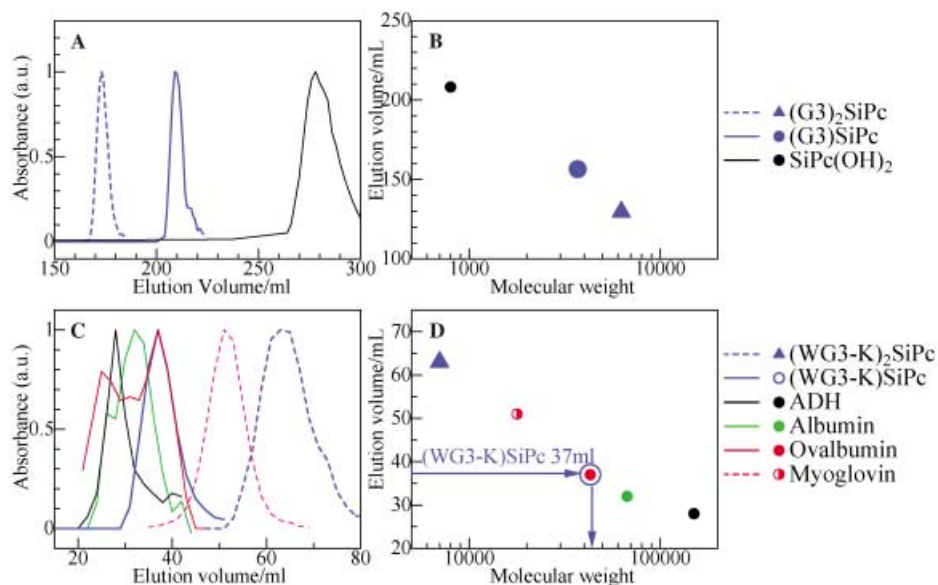 A
Absorbance (a.u.)
1
0.5
0
150
200
250
300
Elution Volume/ml
B
Elution volume/mL
250
200
150
100
1000
10000
Molecular weight
(G3)₂SiPc
(G3)SiPc
SiPc(OH)₂
C
Absorbance (a.u.)
1
0.5
0
20
40
60
80
Elution volume/ml
D
Elution volume/mL
70
60
50
40
30
20
(WG3-K)SiPc 37ml
10000
100000
Molecular weight
(WG3-K)₂SiPc
(WG3-K)SiPc
ADH
Albumin
Ovalbumin
Myoglovin